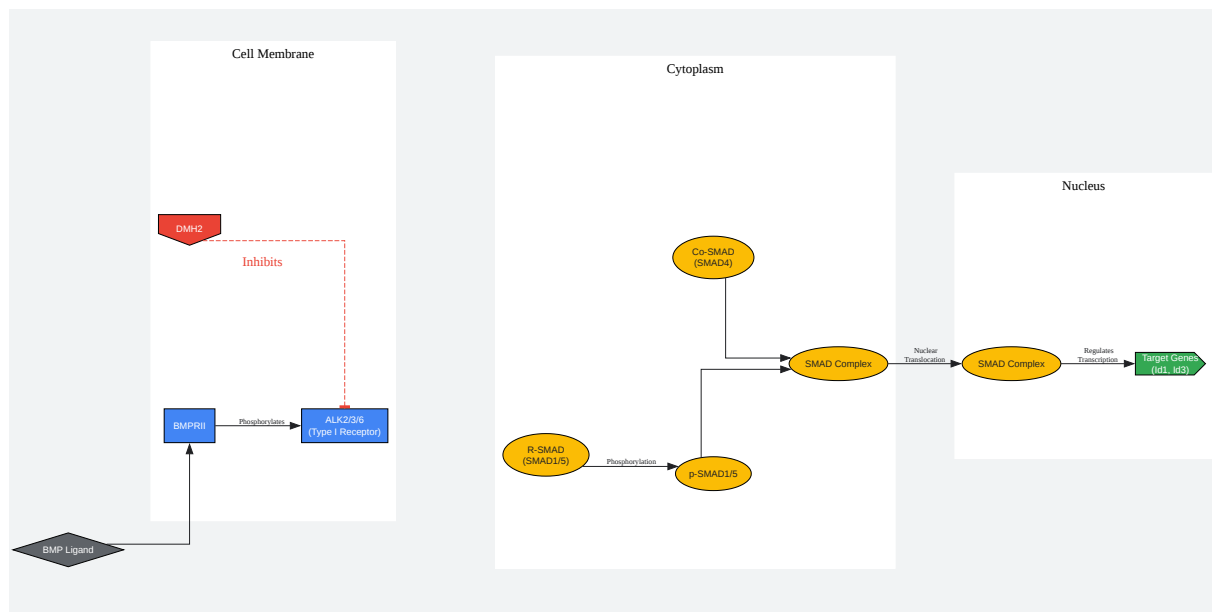 Cell Membrane
DMH2
Inhibits
BMPRII
Phosphorylates
ALK2/3/6
(Type I Receptor)
BMP Ligand
Cytoplasm
Co-SMAD
(SMAD4)
SMAD Complex
R-SMAD
(SMAD1/5)
Phosphorylation
p-SMAD1/5
Nuclear
Translocation
Nucleus
SMAD Complex
Regulates
Transcription
Target Genes
(Id1, Id3)